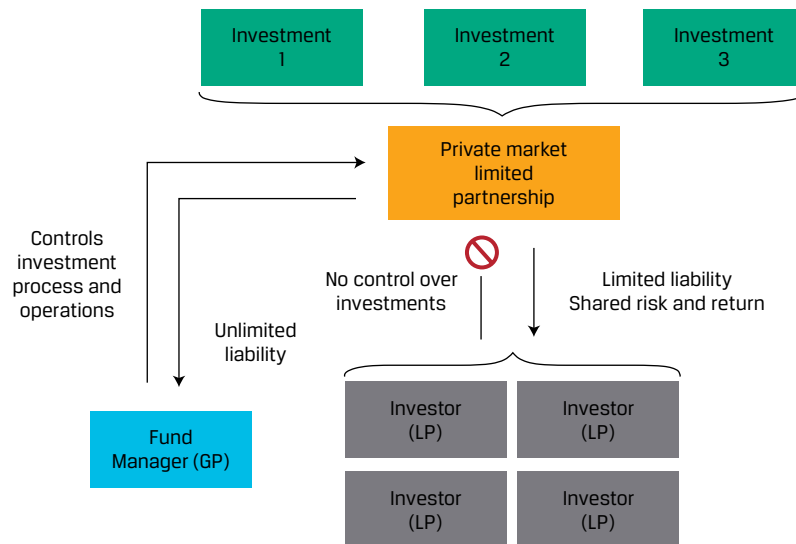 Investment
1
Investment
2
Investment
3
Private market
limited
partnership
Controls
investment
process and
operations
Unlimited
liability
No control over
investments
Limited liability
Shared risk and return
Fund
Manager (GP)
Investor
(LP)
Investor
(LP)
Investor
(LP)
Investor
(LP)